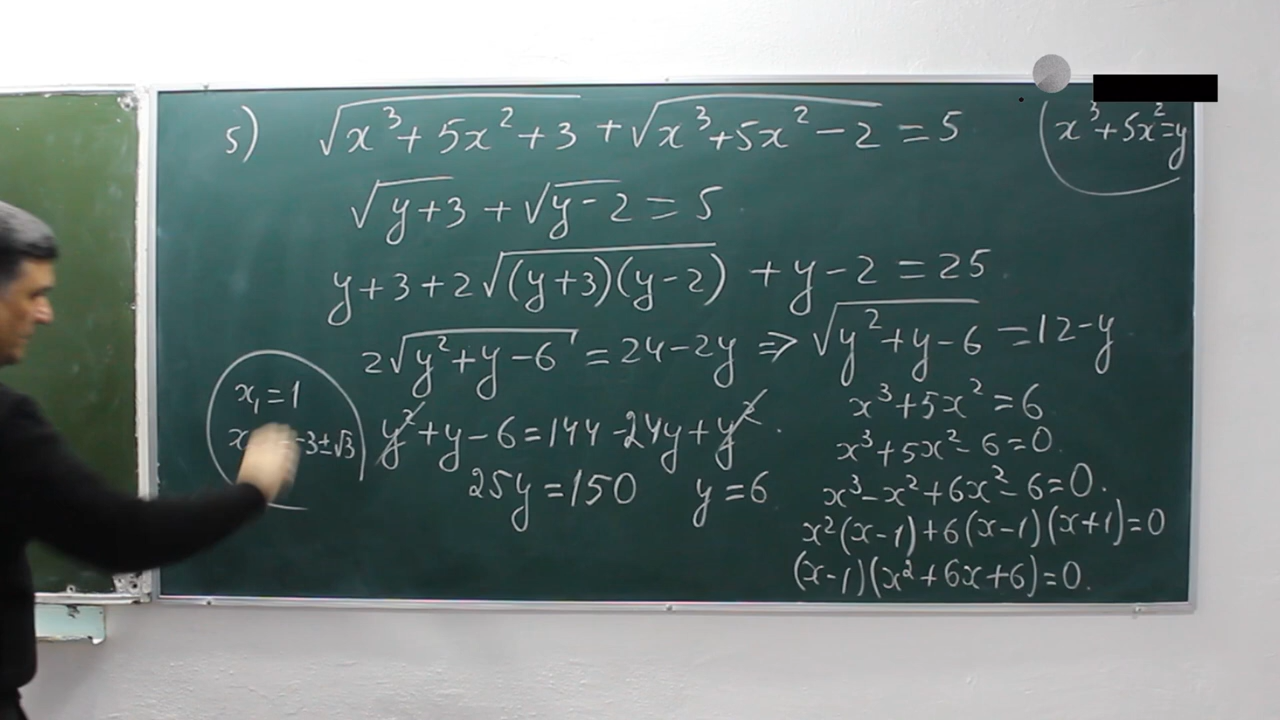 5) √(x³+5x²+3) + √(x³+5x²-2) = 5
x³+5x²=y
√(y+3) + √(y-2) = 5
y+3+2√((y+3)(y-2)) + y-2 = 25
2√(y²+y-6) = 24-2y ⇒ √(y²+y-6) = 12-y
y²+y-6=144-24y+y².
25y=150 y=6
x³+5x²=6
x³+5x²-6=0.
x³-x²+6x²-6=0.
x²(x-1)+6(x-1)(x+1)=0
(x-1)(x²+6x+6)=0.
x₁=1
x =-3±√3